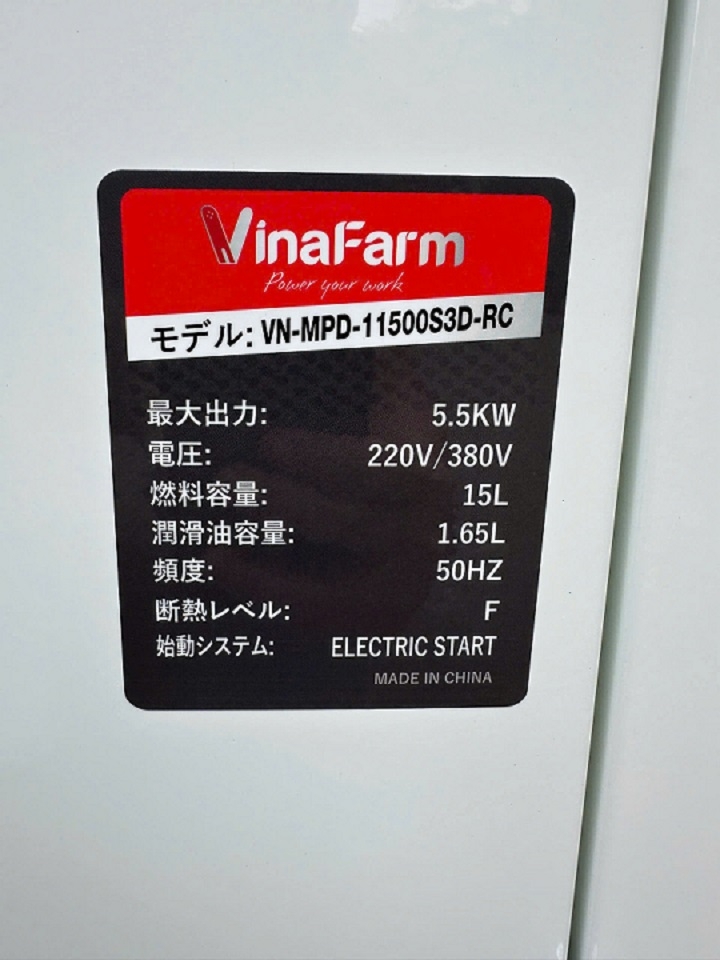 VinaFarm
Power your work
モデル: VN-MPD-11500S3D-RC
最大出力: 5.5KW
電圧: 220V/380V
燃料容量: 15L
潤滑油容量: 1.65L
頻度: 50HZ
断熱レベル: F
始動システム: ELECTRIC START
MADE IN CHINA